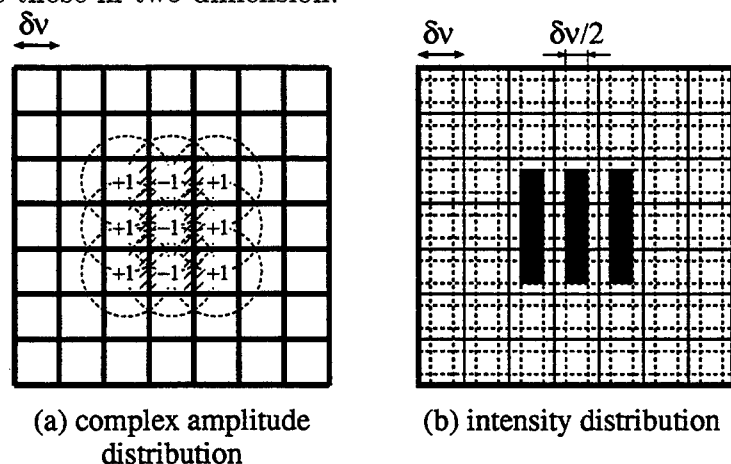 δν
δν
δν/2
+1 -1 +1
+1 -1 +1
+1 -1 +1
(a) complex amplitude
distribution
(b) intensity distribution